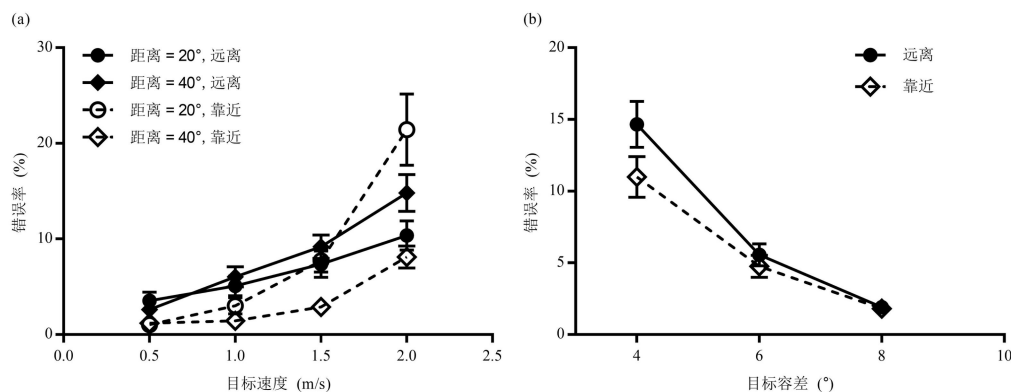 (a)
距离 = 20°, 远离
距离 = 40°, 远离
距离 = 20°, 靠近
距离 = 40°, 靠近
错误率 (%)
30
20
10
0
0.0 0.5 1.0 1.5 2.0 2.5
目标速度 (m/s)
(b)
远离
靠近
错误率 (%)
20
15
10
5
0
4 6 8 10
目标容差 (°)